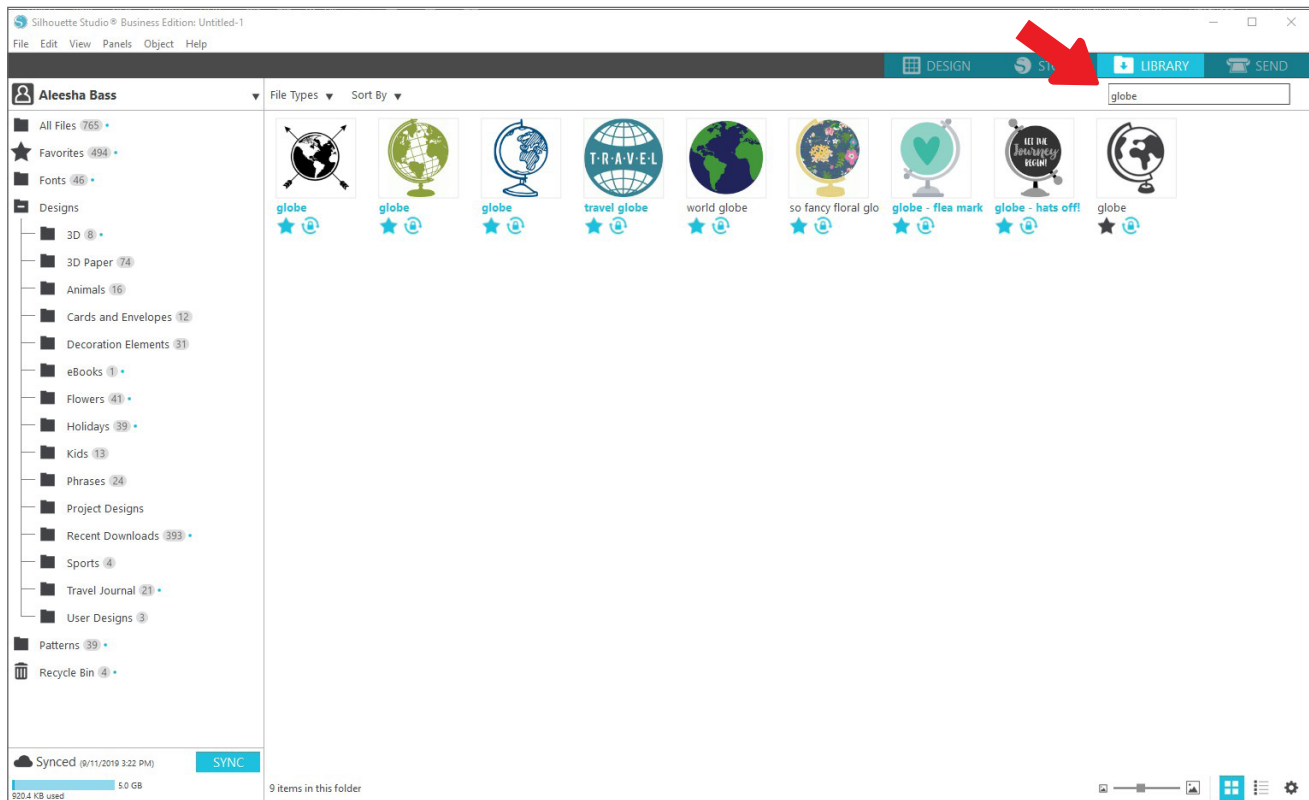 Silhouette Studio® Business Edition: Untitled-1
File Edit View Panels Object Help
DESIGN LIBRARY SEND
Aleesha Bass
File Types Sort By
globe
All Files 765
Favorites 494
Fonts 46
Designs
3D 8
3D Paper 74
Animals 16
Cards and Envelopes 12
Decoration Elements 31
eBooks 1
Flowers 41
Holidays 39
Kids 13
Phrases 24
Project Designs
Recent Downloads 393
Sports 4
Travel Journal 21
User Designs 3
Patterns 39
Recycle Bin 4
T·R·A·V·E·L
LET THE
Journey
BEGIN!
globe globe globe travel globe world globe so fancy floral glo globe - flea mark globe - hats off! globe
Synced (9/11/2019 3:22 PM) SYNC
5.0 GB
920.4 KB used
9 items in this folder